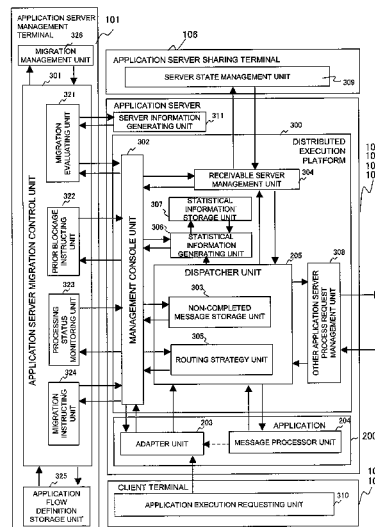 APPLICATION SERVER
MANAGEMENT
TERMINAL
101
326
MIGRATION
MANAGEMENT UNIT
301
APPLICATION SERVER MIGRATION CONTROL UNIT
321
MIGRATION
EVALUATING UNIT
322
PRIOR BLOCKAGE
INSTRUCTING
UNIT
323
PROCESSING STATUS
MONITORING UNIT
324
MIGRATION
INSTRUCTING
UNIT
325
APPLICATION
FLOW
DEFINITION
STORAGE UNIT
106
APPLICATION SERVER SHARING TERMINAL
SERVER STATE MANAGEMENT UNIT
309
APPLICATION SERVER
SERVER INFORMATION
GENERATING UNIT
311
300
DISTRIBUTED
EXECUTION
PLATFORM
302
MANAGEMENT CONSOLE UNIT
RECEIVABLE SERVER
MANAGEMENT UNIT
304
307
STATISTICAL
INFORMATION
STORAGE UNIT
STATISTICAL
INFORMATION
GENERATING UNIT
DISPATCHER UNIT
205
303
NON-COMPLETED
MESSAGE STORAGE UNIT
ROUTING STRATEGY UNIT
308
OTHER APPLICATION SERVER
PROCESS REQUEST
MANAGEMENT UNIT
APPLICATION
203
ADAPTER UNIT
204
MESSAGE PROCESSOR UNIT
200
CLIENT TERMINAL
APPLICATION EXECUTION REQUESTING UNIT
310